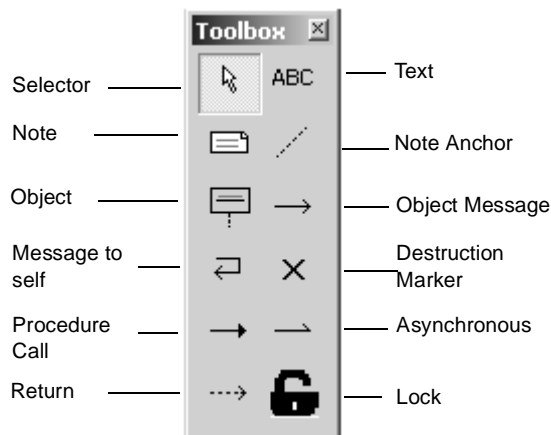 Toolbox
Selector
ABC
Text
Note
Note Anchor
Object
Object Message
Message to
self
Destruction
Marker
Procedure
Call
Asynchronous
Return
Lock